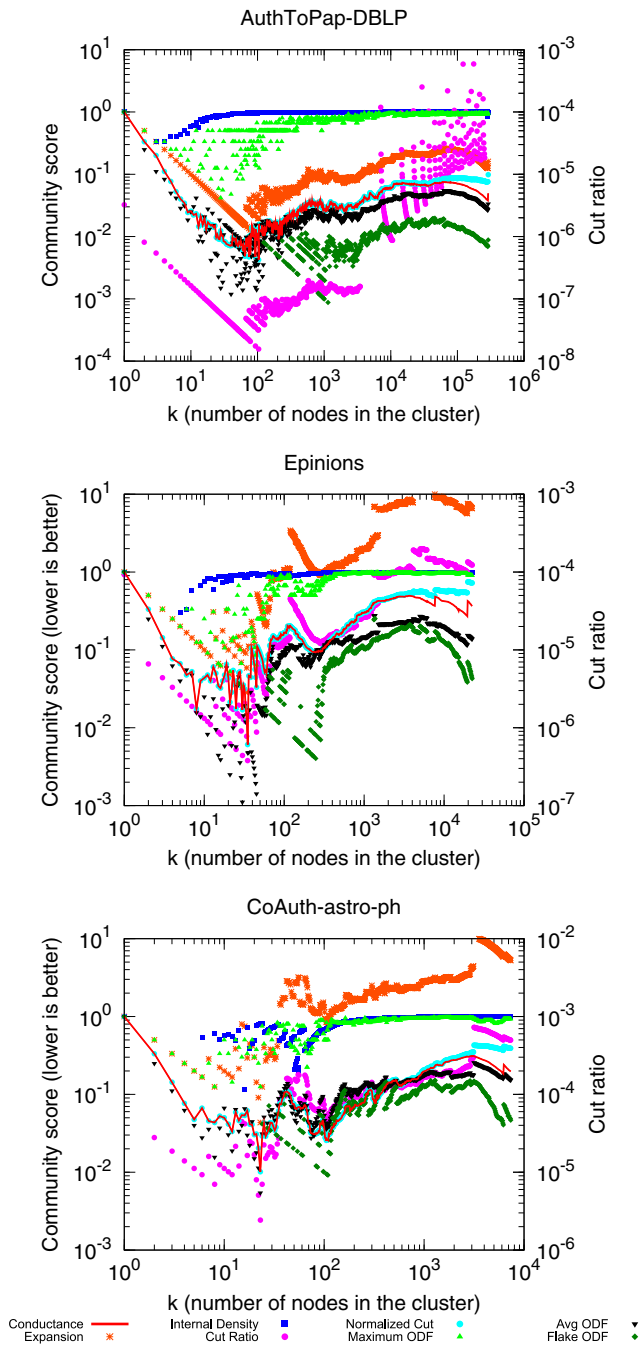 AuthToPap-DBLP
Community score
Cut ratio
10^1
10^0
10^-1
10^-2
10^-3
10^-4
10^-3
10^-4
10^-5
10^-6
10^-7
10^-8
10^0 10^1 10^2 10^3 10^4 10^5 10^6
k (number of nodes in the cluster)
Epinions
Community score (lower is better)
Cut ratio
10^1
10^0
10^-1
10^-2
10^-3
10^-3
10^-4
10^-5
10^-6
10^-7
10^0 10^1 10^2 10^3 10^4 10^5
k (number of nodes in the cluster)
CoAuth-astro-ph
Community score (lower is better)
Cut ratio
10^1
10^0
10^-1
10^-2
10^-3
10^-2
10^-3
10^-4
10^-5
10^-6
10^0 10^1 10^2 10^3 10^4
k (number of nodes in the cluster)
Conductance Internal Density Normalized Cut Avg ODF
Expansion Cut Ratio Maximum ODF Flake ODF